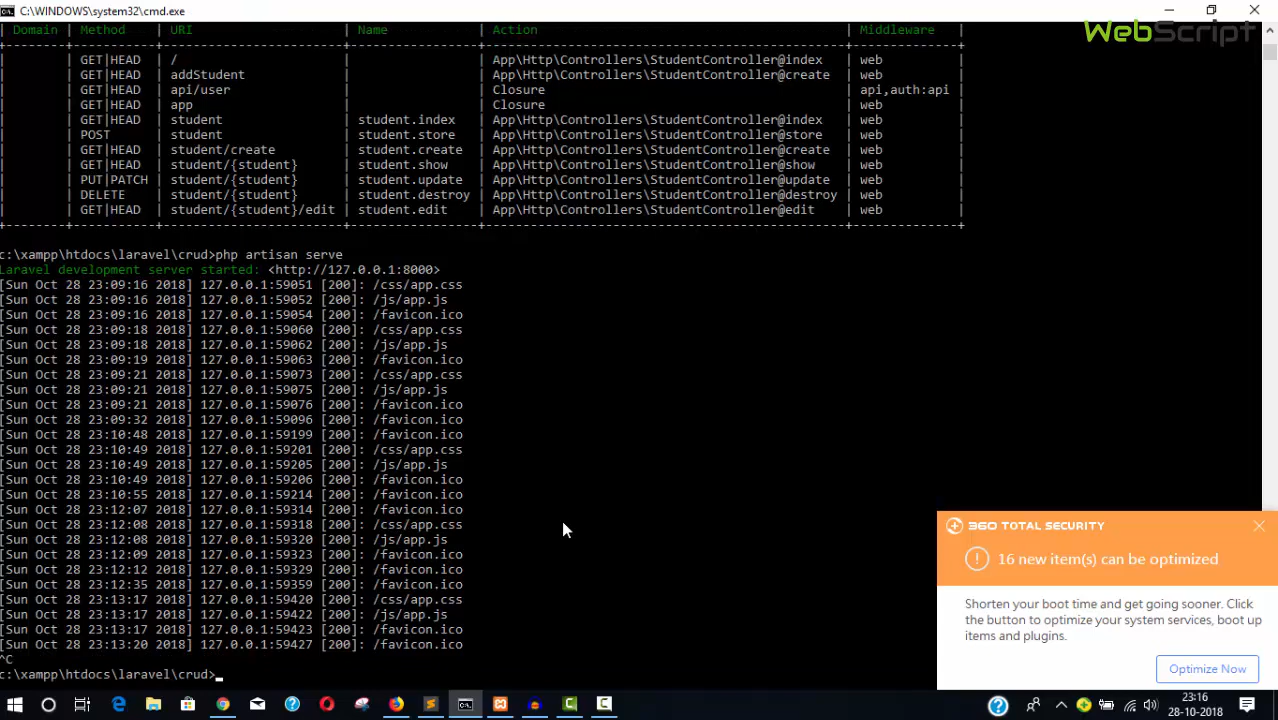 C:\WINDOWS\system32\cmd.exe
WebScript
| Domain | Method | URI | Name | Action | Middleware |
| | GET|HEAD | / | | App\Http\Controllers\StudentController@index | web |
| | GET|HEAD | addStudent | | App\Http\Controllers\StudentController@create | web |
| | GET|HEAD | api/user | | Closure | api,auth:api |
| | GET|HEAD | app | | Closure | web |
| | GET|HEAD | student | student.index | App\Http\Controllers\StudentController@index | web |
| | POST | student | student.store | App\Http\Controllers\StudentController@store | web |
| | GET|HEAD | student/create | student.create | App\Http\Controllers\StudentController@create | web |
| | GET|HEAD | student/{student} | student.show | App\Http\Controllers\StudentController@show | web |
| | PUT|PATCH | student/{student} | student.update | App\Http\Controllers\StudentController@update | web |
| | DELETE | student/{student} | student.destroy | App\Http\Controllers\StudentController@destroy | web |
| | GET|HEAD | student/{student}/edit | student.edit | App\Http\Controllers\StudentController@edit | web |
c:\xampp\htdocs\laravel\crud>php artisan serve
Laravel development server started: <http://127.0.0.1:8000>
[Sun Oct 28 23:09:16 2018] 127.0.0.1:59051 [200]: /css/app.css
[Sun Oct 28 23:09:16 2018] 127.0.0.1:59052 [200]: /js/app.js
[Sun Oct 28 23:09:16 2018] 127.0.0.1:59054 [200]: /favicon.ico
[Sun Oct 28 23:09:18 2018] 127.0.0.1:59060 [200]: /css/app.css
[Sun Oct 28 23:09:18 2018] 127.0.0.1:59062 [200]: /js/app.js
[Sun Oct 28 23:09:19 2018] 127.0.0.1:59063 [200]: /favicon.ico
[Sun Oct 28 23:09:21 2018] 127.0.0.1:59073 [200]: /css/app.css
[Sun Oct 28 23:09:21 2018] 127.0.0.1:59075 [200]: /js/app.js
[Sun Oct 28 23:09:21 2018] 127.0.0.1:59076 [200]: /favicon.ico
[Sun Oct 28 23:09:32 2018] 127.0.0.1:59096 [200]: /favicon.ico
[Sun Oct 28 23:10:48 2018] 127.0.0.1:59199 [200]: /favicon.ico
[Sun Oct 28 23:10:49 2018] 127.0.0.1:59201 [200]: /css/app.css
[Sun Oct 28 23:10:49 2018] 127.0.0.1:59205 [200]: /js/app.js
[Sun Oct 28 23:10:49 2018] 127.0.0.1:59206 [200]: /favicon.ico
[Sun Oct 28 23:10:55 2018] 127.0.0.1:59214 [200]: /favicon.ico
[Sun Oct 28 23:12:07 2018] 127.0.0.1:59314 [200]: /favicon.ico
[Sun Oct 28 23:12:08 2018] 127.0.0.1:59318 [200]: /css/app.css
[Sun Oct 28 23:12:08 2018] 127.0.0.1:59320 [200]: /js/app.js
[Sun Oct 28 23:12:09 2018] 127.0.0.1:59323 [200]: /favicon.ico
[Sun Oct 28 23:12:12 2018] 127.0.0.1:59329 [200]: /favicon.ico
[Sun Oct 28 23:12:35 2018] 127.0.0.1:59359 [200]: /favicon.ico
[Sun Oct 28 23:13:17 2018] 127.0.0.1:59420 [200]: /css/app.css
[Sun Oct 28 23:13:17 2018] 127.0.0.1:59422 [200]: /js/app.js
[Sun Oct 28 23:13:17 2018] 127.0.0.1:59423 [200]: /favicon.ico
[Sun Oct 28 23:13:20 2018] 127.0.0.1:59427 [200]: /favicon.ico
^C
c:\xampp\htdocs\laravel\crud>
360 TOTAL SECURITY
16 new item(s) can be optimized
Shorten your boot time and get going sooner. Click
the button to optimize your system services, boot up
items and plugins.
Optimize Now
23:16
28-10-2018